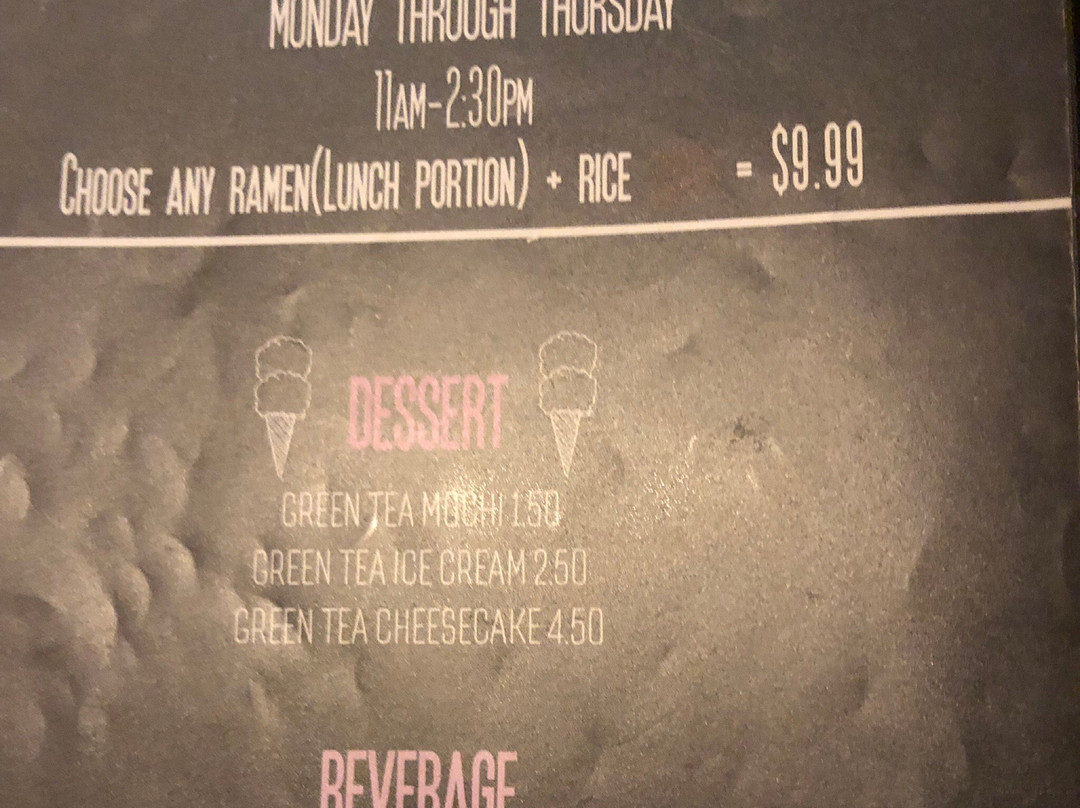 MONDAY THROUGH THURSDAY
11AM-2:30PM
CHOOSE ANY RAMEN(LUNCH PORTION) + RICE = $9.99
DESSERT
GREEN TEA MOCHI 1.50
GREEN TEA ICE CREAM 2.50
GREEN TEA CHEESECAKE 4.50
BEVERAGE